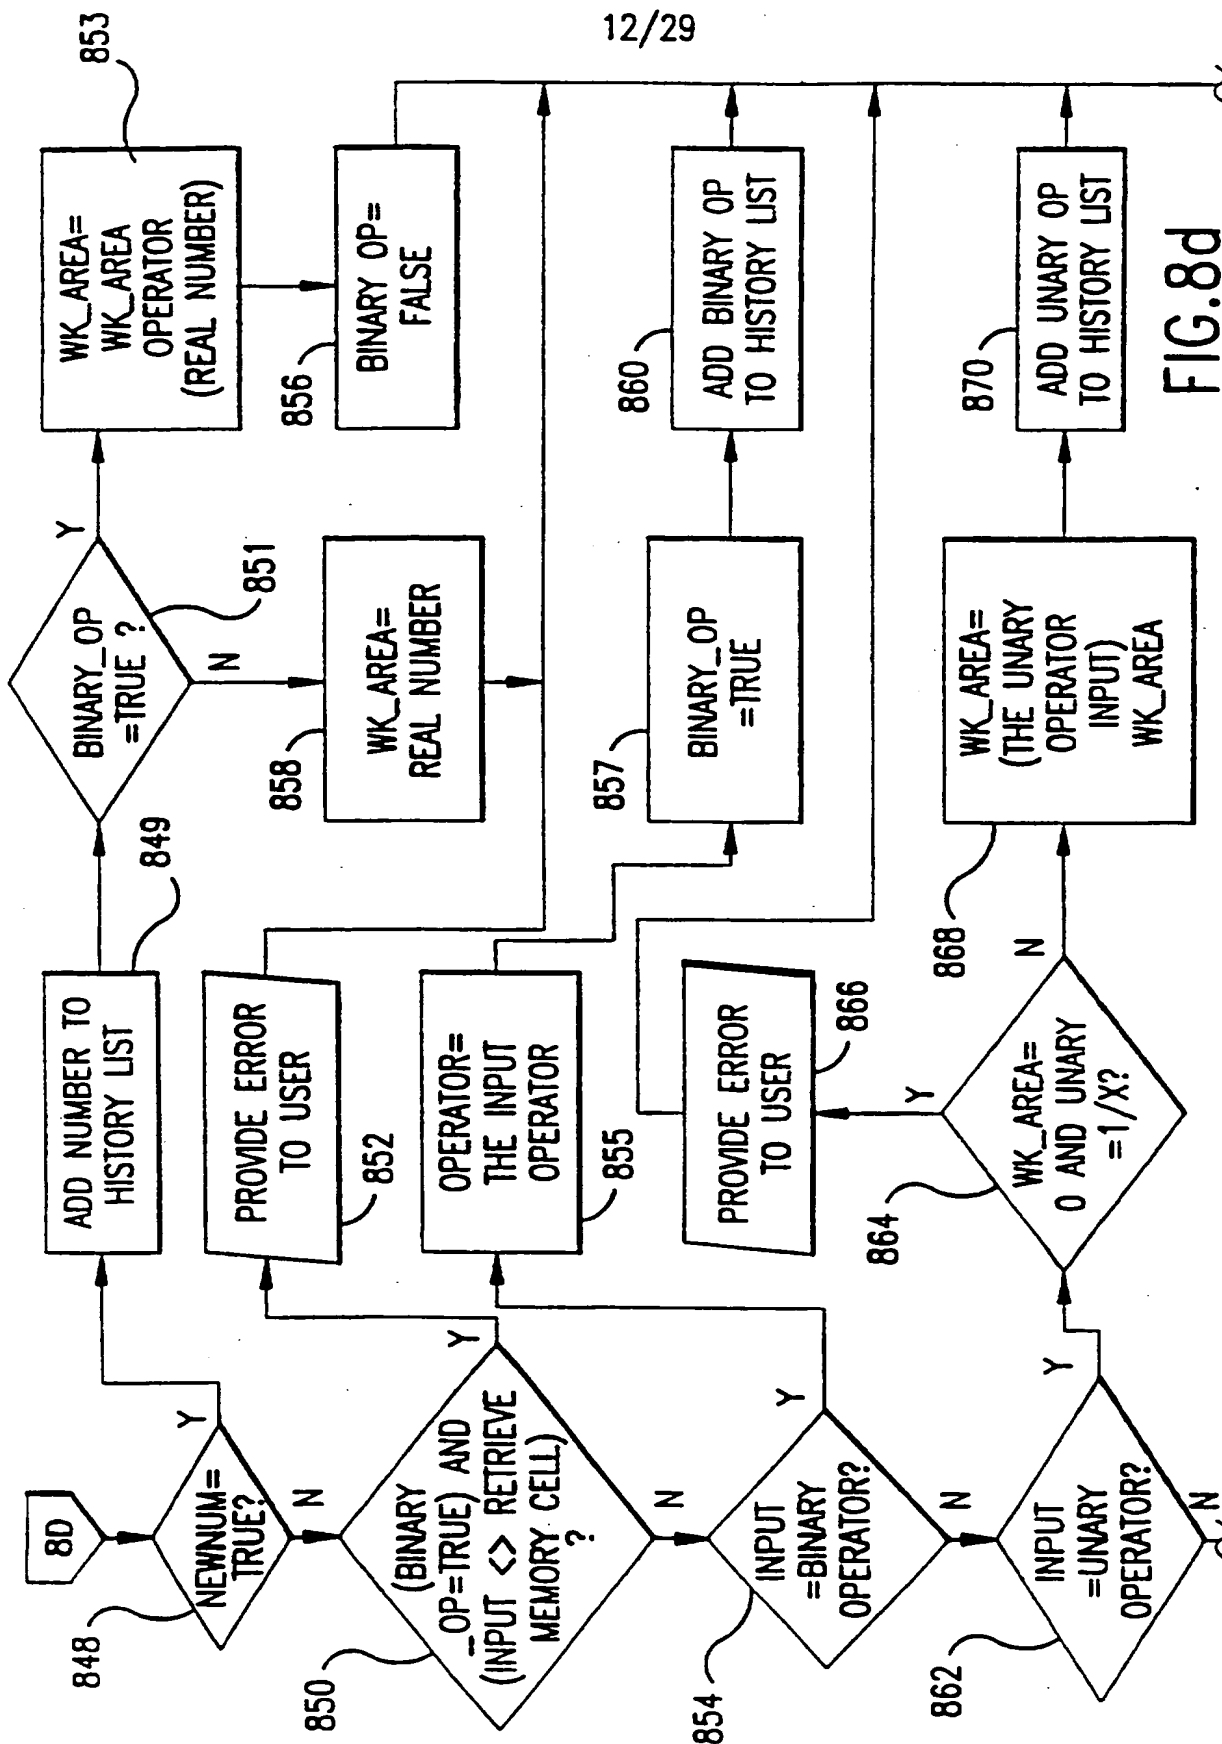 12/29
8D
848
NEWNUM=
TRUE?
Y
N
ADD NUMBER TO
HISTORY LIST
849
BINARY_OP
=TRUE ?
851
Y
N
WK_AREA=
WK_AREA
OPERATOR
(REAL NUMBER)
853
856
BINARY OP=
FALSE
858
WK_AREA=
REAL NUMBER
850
(BINARY
_OP=TRUE) AND
(INPUT <> RETRIEVE
MEMORY CELL)
?
Y
N
PROVIDE ERROR
TO USER
852
854
INPUT
=BINARY
OPERATOR?
Y
N
OPERATOR=
THE INPUT
OPERATOR
855
857
BINARY_OP
=TRUE
860
ADD BINARY OP
TO HISTORY LIST
862
INPUT
=UNARY
OPERATOR?
Y
N
864
WK_AREA=
0 AND UNARY
=1/X?
Y
N
PROVIDE ERROR
TO USER
866
868
WK_AREA=
(THE UNARY
OPERATOR
INPUT)
WK_AREA
870
ADD UNARY OP
TO HISTORY LIST
FIG.8d